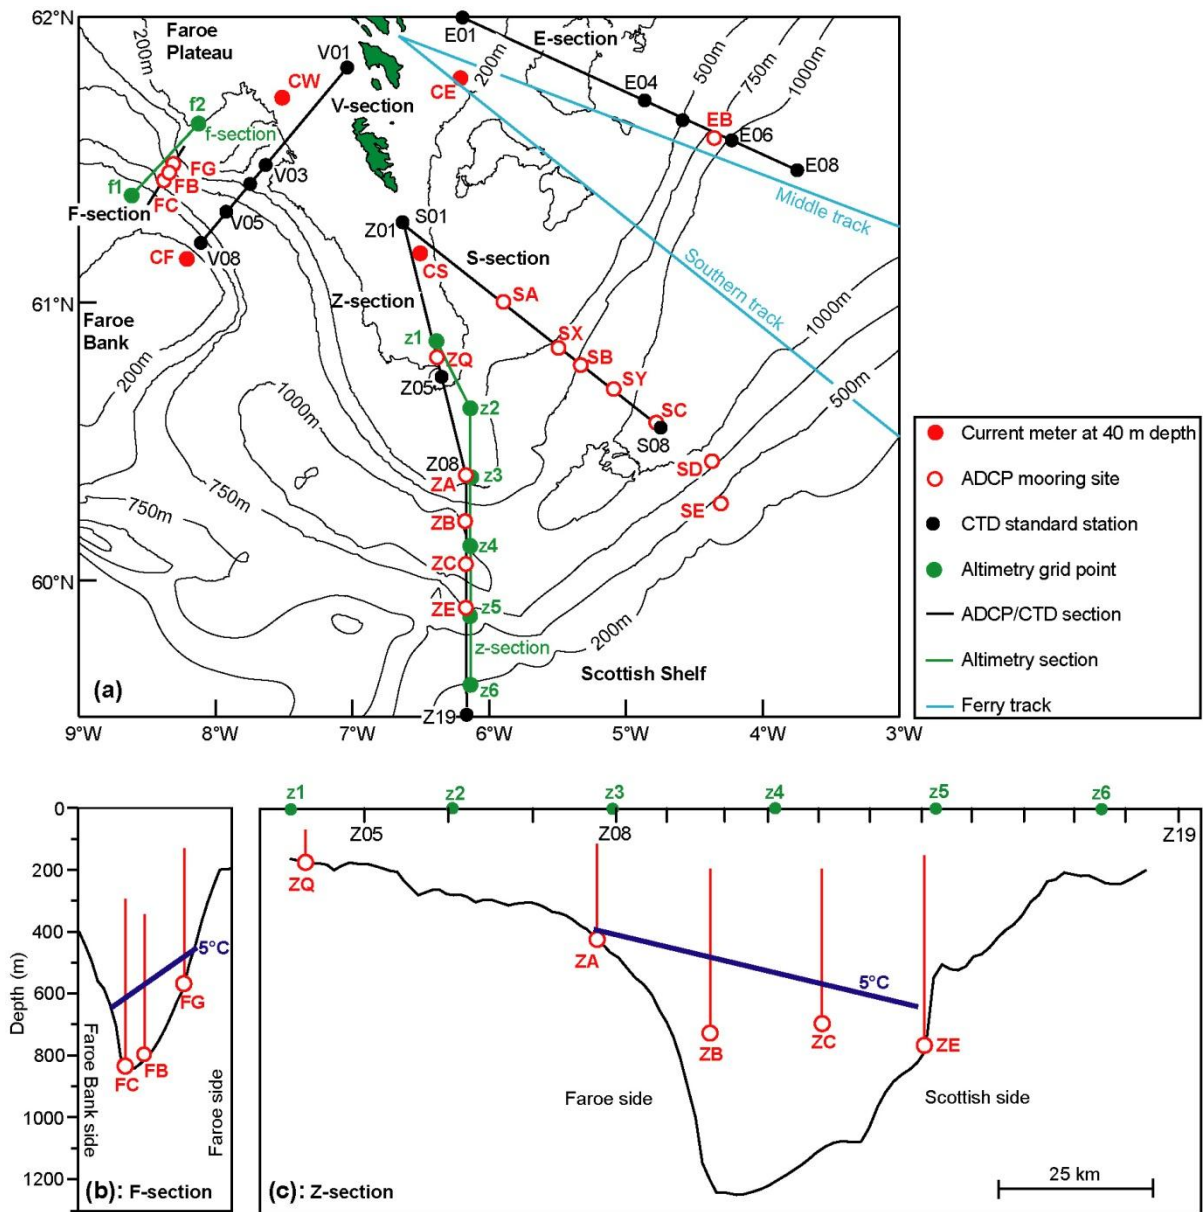 62°N
61°N
60°N
9°W
8°W
7°W
6°W
5°W
4°W
3°W
Faroe
Plateau
200m
V01
CW
V-section
f2
f-section
f1
FG
FB
FC
F-section
V03
V05
V08
CF
Faroe
Bank
200m
E01
E-section
200m
CE
E04
500m
750m
1000m
EB
E06
E08
Middle track
Southern track
S01
Z01
CS
S-section
Z-section
SA
SX
SB
SY
SC
S08
SD
SE
1000m
500m
200m
z1
ZQ
Z05
z2
1000m
750m
750m
Z08
z3
ZA
ZB
z4
ZC
ZE
z5
z-section
z6
Z19
Scottish Shelf
(a)
Current meter at 40 m depth
ADCP mooring site
CTD standard station
Altimetry grid point
ADCP/CTD section
Altimetry section
Ferry track
Depth (m)
0
200
400
600
800
1000
1200
5°C
FG
FC
FB
Faroe Bank side
Faroe side
(b): F-section
z1
z2
z3
z4
z5
z6
Z05
Z08
Z19
ZQ
ZA
5°C
ZB
ZC
ZE
Faroe side
Scottish side
25 km
(c): Z-section